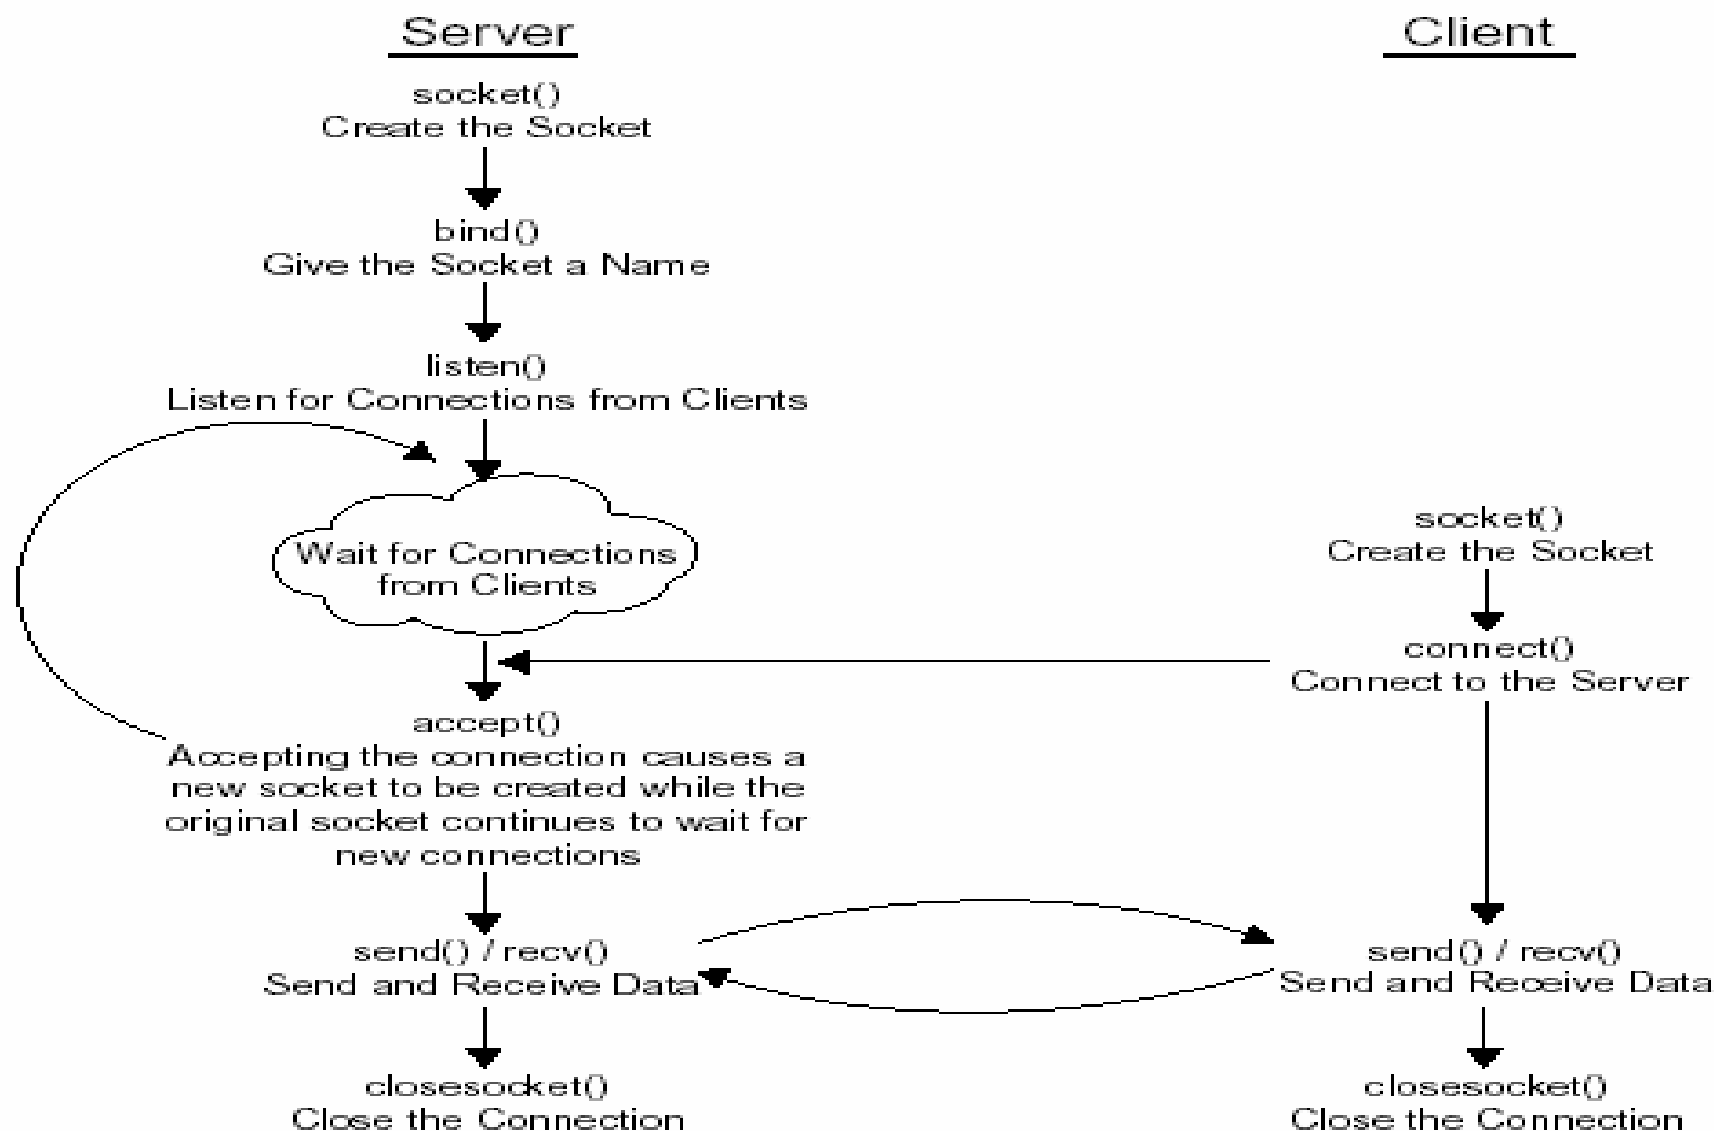 Server
socket()
Create the Socket
bind()
Give the Socket a Name
listen()
Listen for Connections from Clients
Wait for Connections
from Clients
accept()
Accepting the connection causes a
new socket to be created while the
original socket continues to wait for
new connections
send() / recv()
Send and Receive Data
closesocket()
Close the Connection
Client
socket()
Create the Socket
connect()
Connect to the Server
send() / recv()
Send and Receive Data
closesocket()
Close the Connection